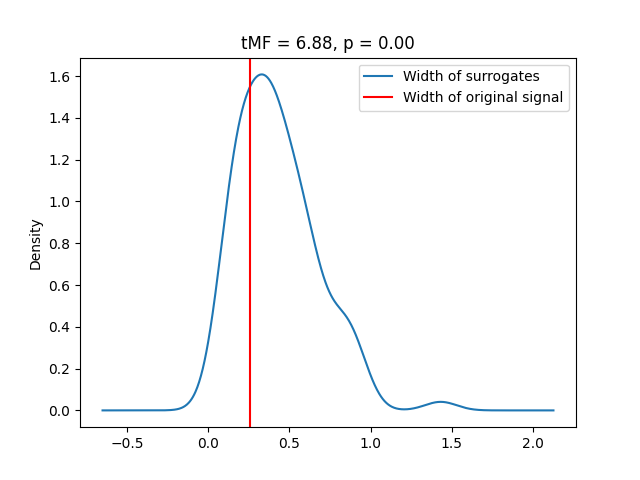 tMF = 6.88, p = 0.00
Width of surrogates
Width of original signal
Density
1.6
1.4
1.2
1.0
0.8
0.6
0.4
0.2
0.0
−0.5 0.0 0.5 1.0 1.5 2.0